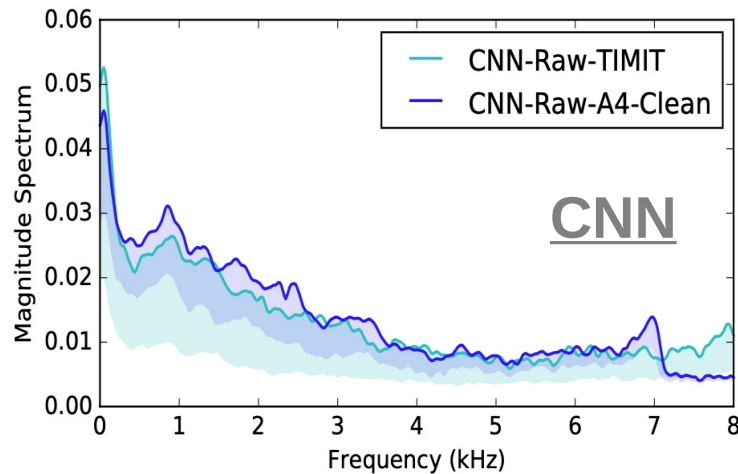 0.06
0.05
0.04
0.03
0.02
0.01
0.00
Magnitude Spectrum
CNN-Raw-TIMIT
CNN-Raw-A4-Clean
CNN
0 1 2 3 4 5 6 7 8
Frequency (kHz)